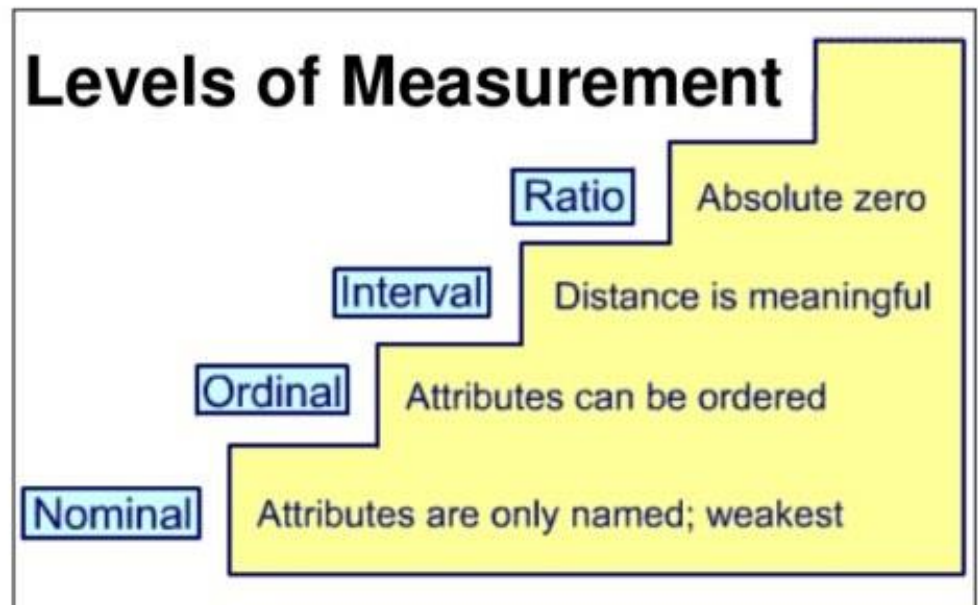 Levels of Measurement
Ratio
Absolute zero
Interval
Distance is meaningful
Ordinal
Attributes can be ordered
Nominal
Attributes are only named; weakest